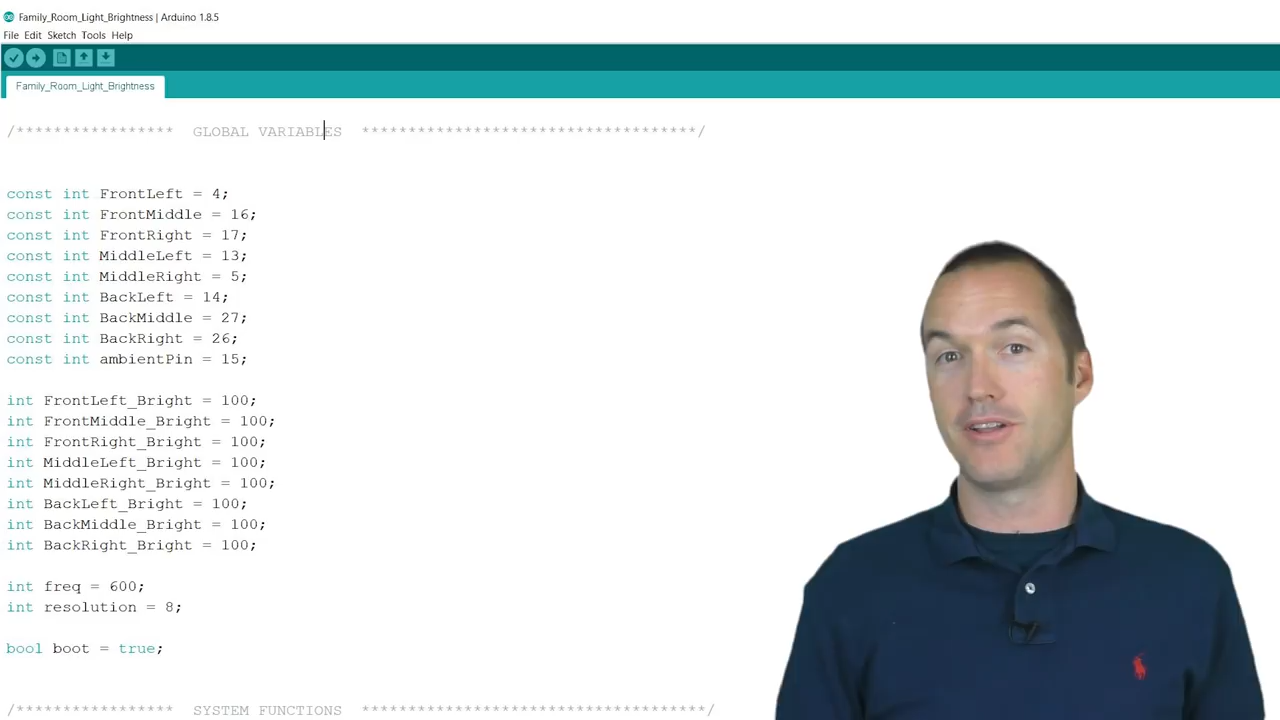 Family_Room_Light_Brightness | Arduino 1.8.5
File Edit Sketch Tools Help
Family_Room_Light_Brightness
/***************** GLOBAL VARIABLES ************************************/
const int FrontLeft = 4;
const int FrontMiddle = 16;
const int FrontRight = 17;
const int MiddleLeft = 13;
const int MiddleRight = 5;
const int BackLeft = 14;
const int BackMiddle = 27;
const int BackRight = 26;
const int ambientPin = 15;
int FrontLeft_Bright = 100;
int FrontMiddle_Bright = 100;
int FrontRight_Bright = 100;
int MiddleLeft_Bright = 100;
int MiddleRight_Bright = 100;
int BackLeft_Bright = 100;
int BackMiddle_Bright = 100;
int BackRight_Bright = 100;
int freq = 600;
int resolution = 8;
bool boot = true;
/***************** SYSTEM FUNCTIONS *************************************/